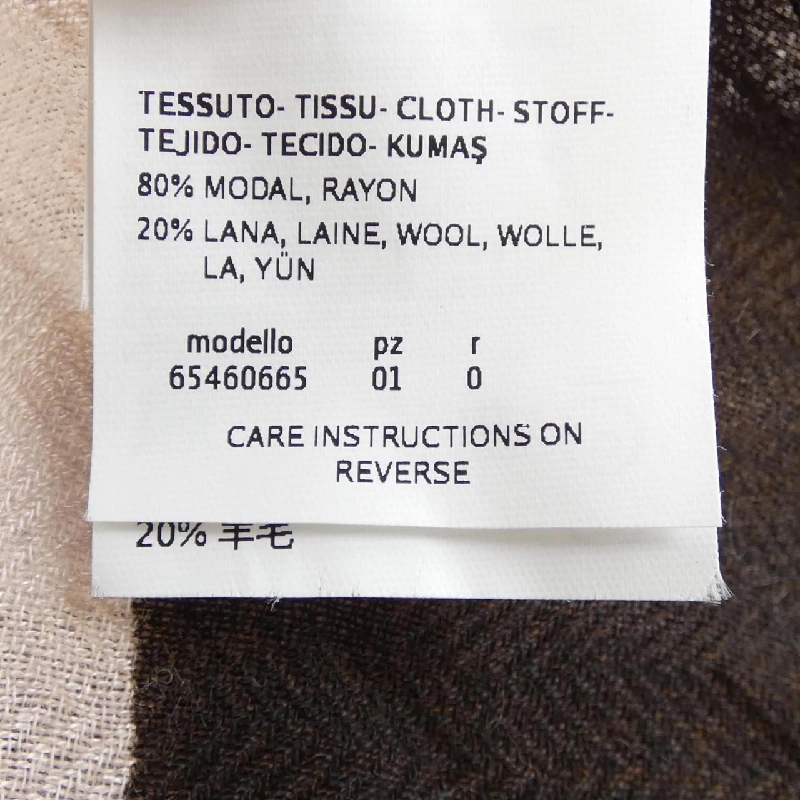 TESSUTO- TISSU- CLOTH- STOFF-
TEJIDO- TECIDO- KUMAŞ
80% MODAL, RAYON
20% LANA, LAINE, WOOL, WOLLE,
LA, YÜN
modello pz r
65460665 01 0
CARE INSTRUCTIONS ON
REVERSE
20% 羊毛